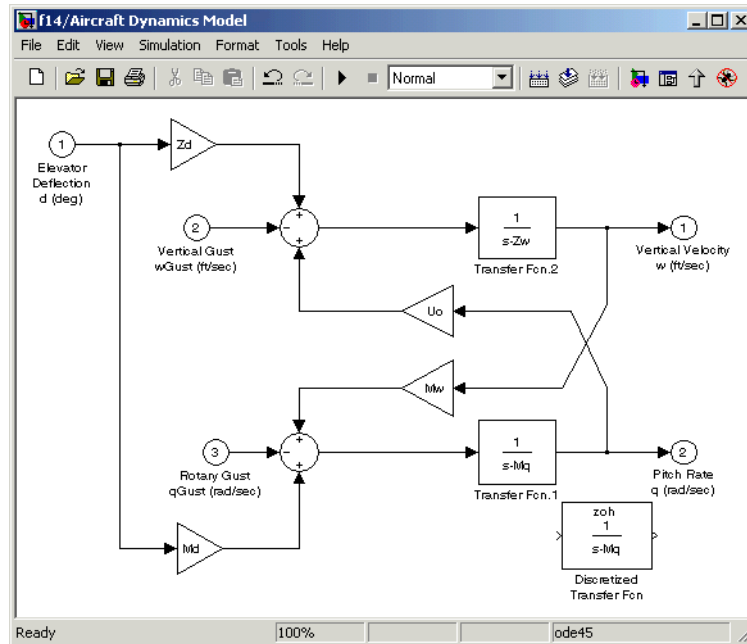 f14/Aircraft Dynamics Model
File Edit View Simulation Format Tools Help
Normal
1
Elevator
Deflection
d (deg)
Zd
2
Vertical Gust
wGust (ft/sec)
+
−
+
1
s-Zw
Transfer Fcn.2
1
Vertical Velocity
w (ft/sec)
Uo
Mw
3
Rotary Gust
qGust (rad/sec)
+
−
+
1
s-Mq
Transfer Fcn.1
2
Pitch Rate
q (rad/sec)
Md
zoh
1
s-Mq
Discretized
Transfer Fcn
Ready 100% ode45